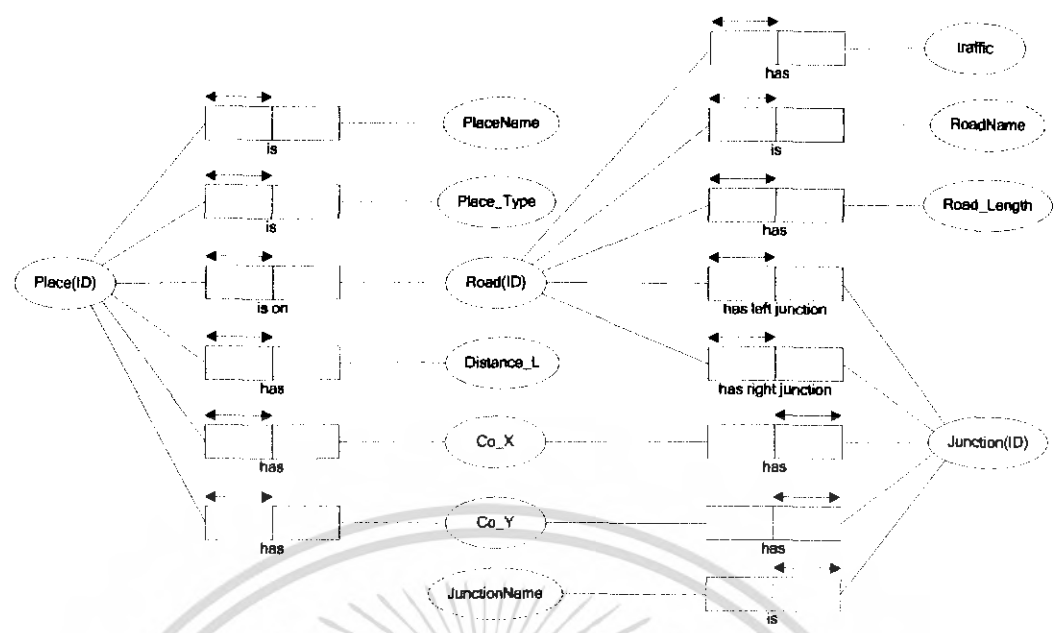 traffic
has
PlaceName
is
RoadName
is
Place_Type
is
Road_Length
has
Place(ID)
is on
Road(ID)
has left junction
Distance_L
has
has right junction
Co_X
has
has
Junction(ID)
Co_Y
has
has
JunctionName
is